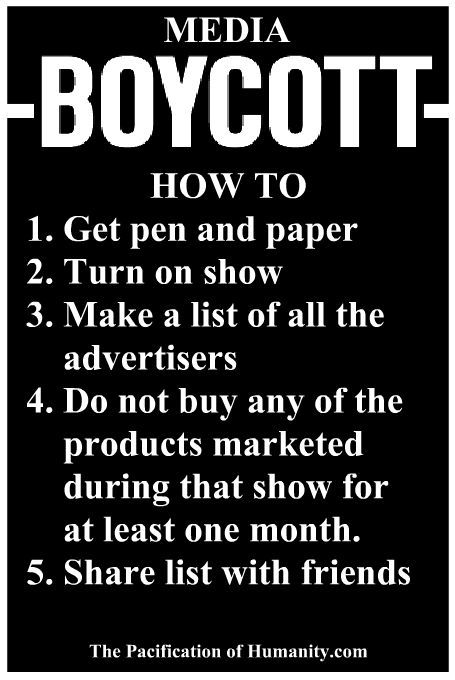 MEDIA
-BOYCOTT-
HOW TO
1. Get pen and paper
2. Turn on show
3. Make a list of all the
advertisers
4. Do not buy any of the
products marketed
during that show for
at least one month.
5. Share list with friends
The Pacification of Humanity.com